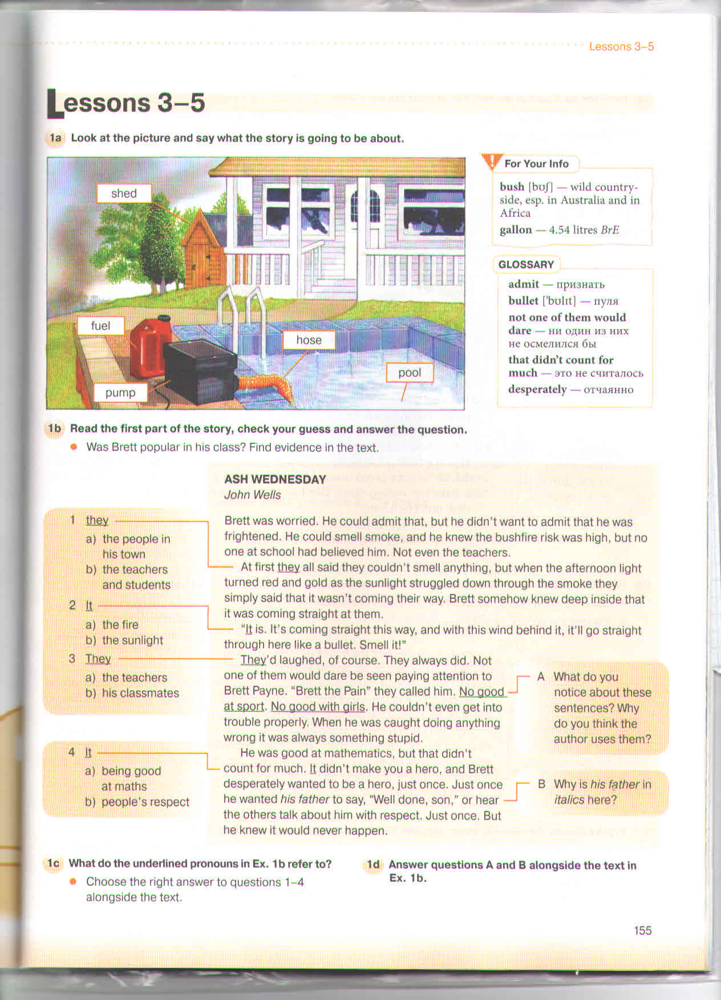 Lessons 3–5
Lessons 3–5
1a Look at the picture and say what the story is going to be about.
shed
fuel
hose
pool
pump
For Your Info
bush [bʊʃ] — wild country-
side, esp. in Australia and in
Africa
gallon — 4.54 litres BrE
GLOSSARY
admit — признать
bullet ['bʊlɪt] — пуля
not one of them would
dare — ни один из них
не осмелился бы
that didn't count for
much — это не считалось
desperately — отчаянно
1b Read the first part of the story, check your guess and answer the question.
• Was Brett popular in his class? Find evidence in the text.
ASH WEDNESDAY
John Wells
1 they
a) the people in
his town
b) the teachers
and students
2 It
a) the fire
b) the sunlight
3 They
a) the teachers
b) his classmates
4 It
a) being good
at maths
b) people's respect
Brett was worried. He could admit that, but he didn't want to admit that he was
frightened. He could smell smoke, and he knew the bushfire risk was high, but no
one at school had believed him. Not even the teachers.
At first they all said they couldn't smell anything, but when the afternoon light
turned red and gold as the sunlight struggled down through the smoke they
simply said that it wasn't coming their way. Brett somehow knew deep inside that
it was coming straight at them.
"It is. It's coming straight this way, and with this wind behind it, it'll go straight
through here like a bullet. Smell it!"
They'd laughed, of course. They always did. Not
one of them would dare be seen paying attention to
Brett Payne. "Brett the Pain" they called him. No good
at sport. No good with girls. He couldn't even get into
trouble properly. When he was caught doing anything
wrong it was always something stupid.
He was good at mathematics, but that didn't
count for much. It didn't make you a hero, and Brett
desperately wanted to be a hero, just once. Just once
he wanted his father to say, "Well done, son," or hear
the others talk about him with respect. Just once. But
he knew it would never happen.
A What do you
notice about these
sentences? Why
do you think the
author uses them?
B Why is his father in
italics here?
1c What do the underlined pronouns in Ex. 1b refer to?
• Choose the right answer to questions 1–4
alongside the text.
1d Answer questions A and B alongside the text in
Ex. 1b.
155